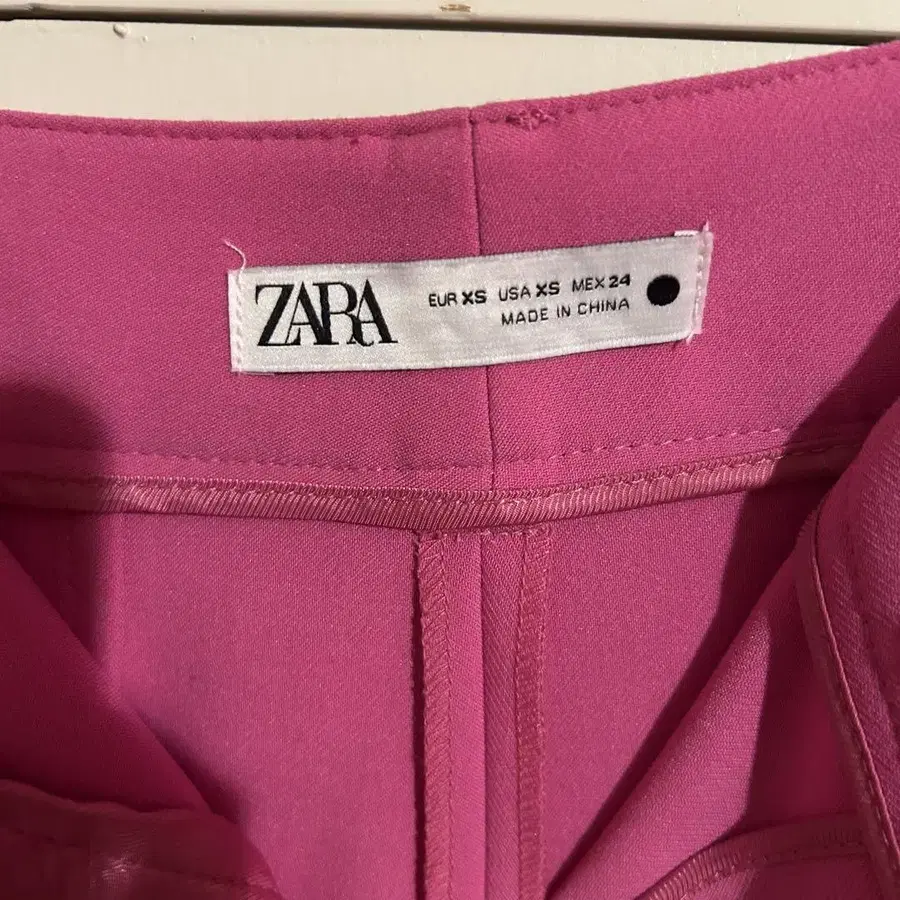 ZARA
EUR XS USA XS MEX 24
MADE IN CHINA